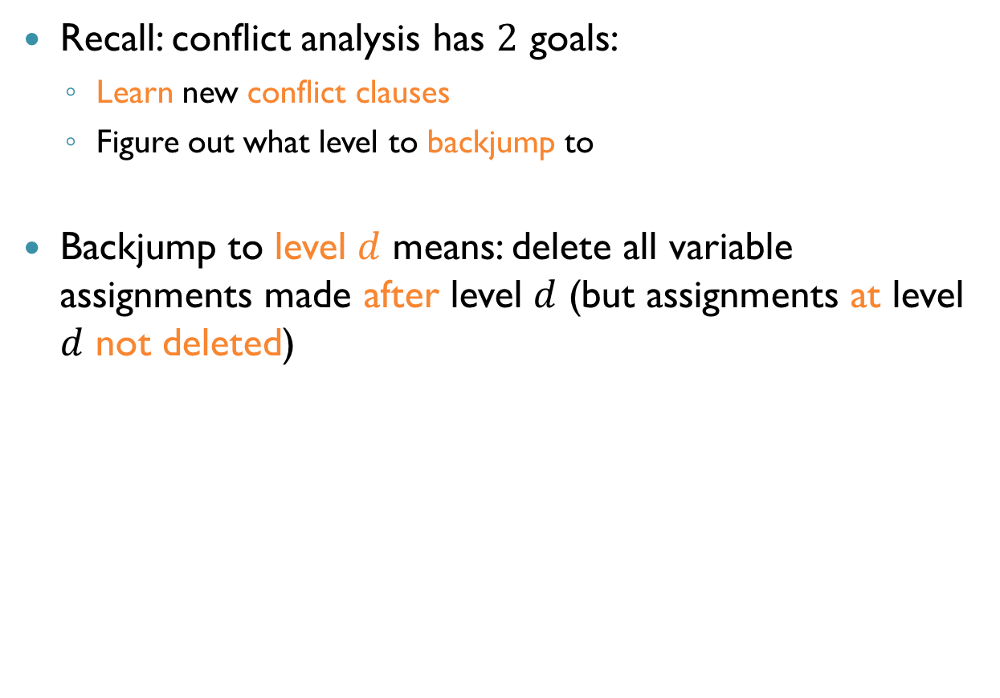 • Recall: conflict analysis has 2 goals:
◦ Learn new conflict clauses
◦ Figure out what level to backjump to
• Backjump to level d means: delete all variable
assignments made after level d (but assignments at level
d not deleted)